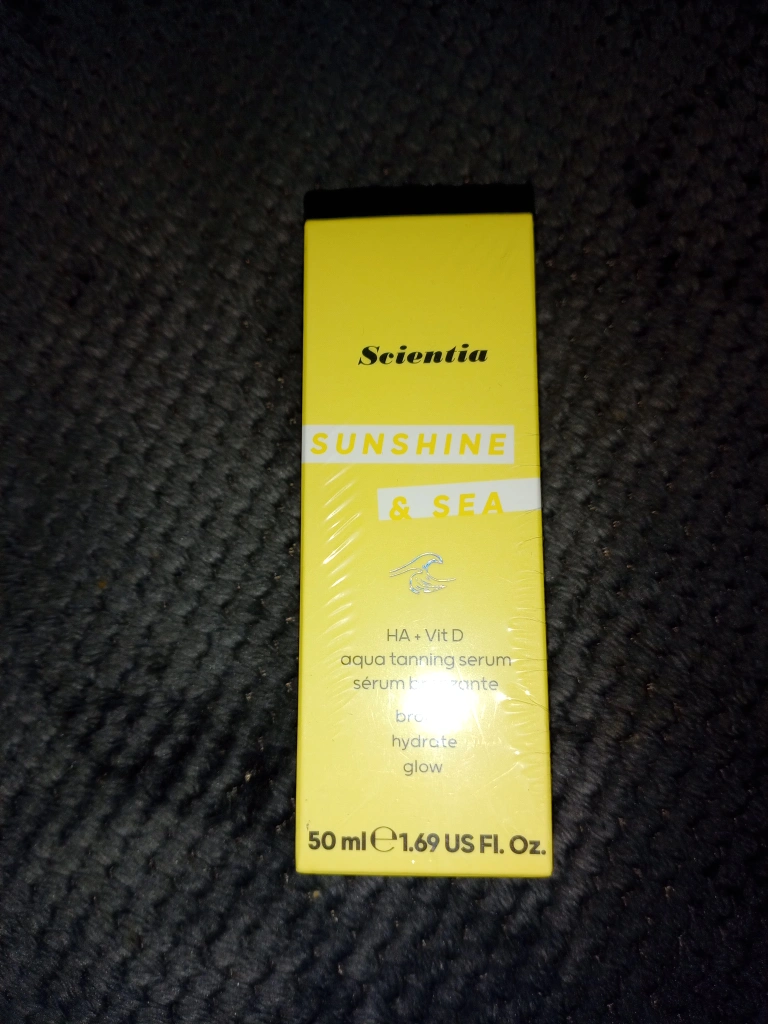 Scientia
SUNSHINE
& SEA
HA + Vit D
aqua tanning serum
sérum
hydrate
glow
50 ml ℮ 1.69 US Fl. Oz.